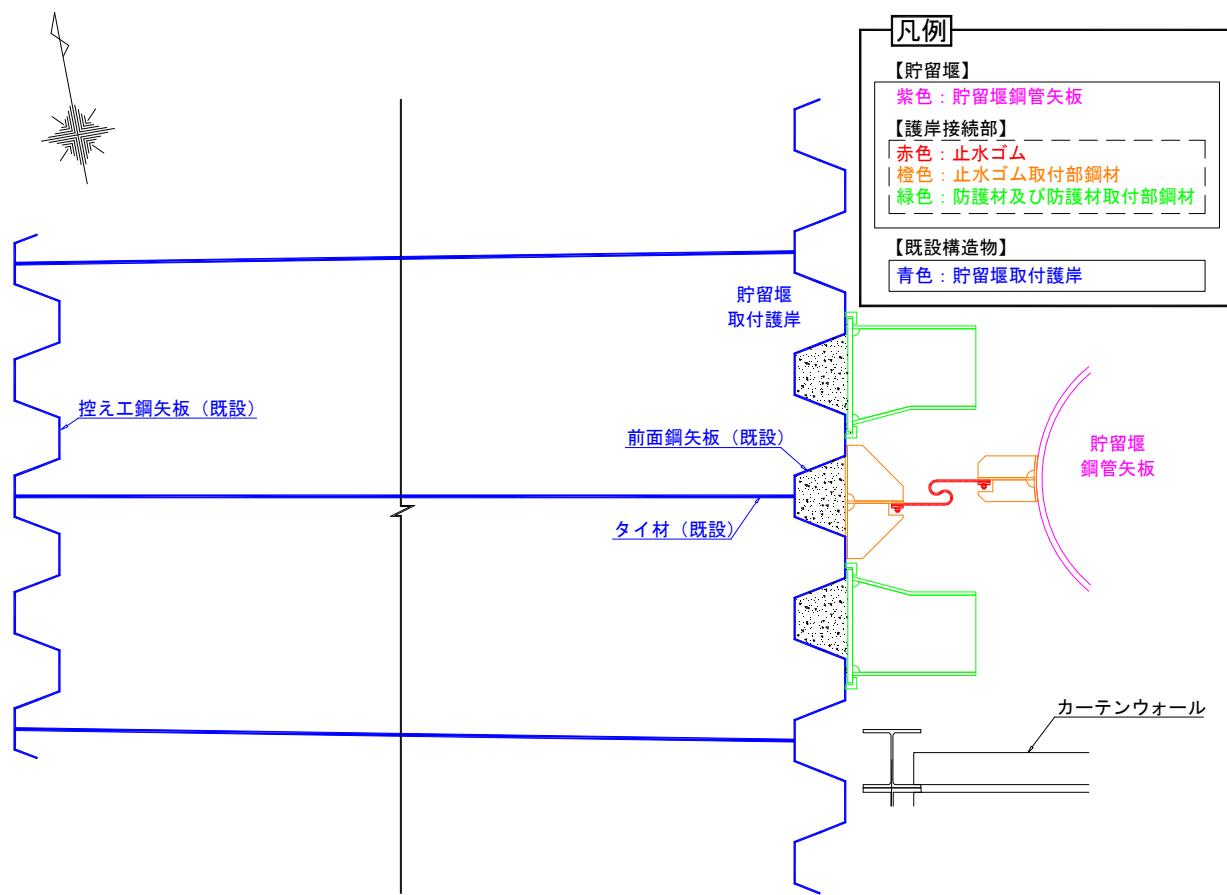 凡例
【貯留堰】
紫色：貯留堰鋼管矢板
【護岸接続部】
赤色：止水ゴム
橙色：止水ゴム取付部鋼材
緑色：防護材及び防護材取付部鋼材
【既設構造物】
青色：貯留堰取付護岸
貯留堰
取付護岸
控え工鋼矢板（既設）
前面鋼矢板（既設）
貯留堰
鋼管矢板
タイ材（既設）
カーテンウォール